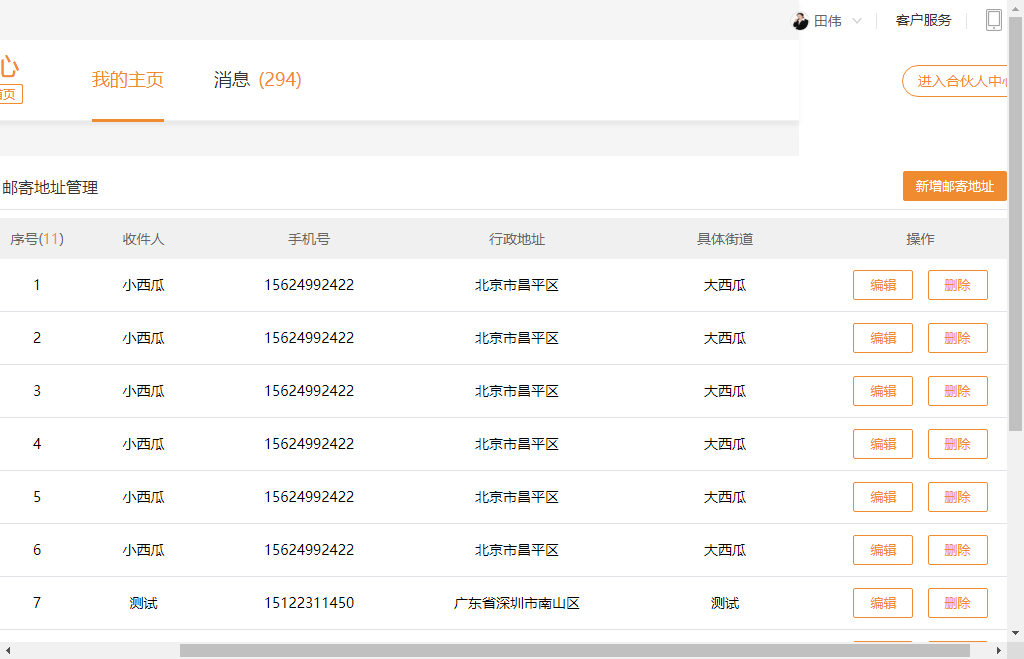 田伟 客户服务
心
我的主页 消息 (294)
首页
进入合伙人中心
邮寄地址管理 新增邮寄地址
序号(11) 收件人 手机号 行政地址 具体街道 操作
1 小西瓜 15624992422 北京市昌平区 大西瓜 编辑 删除
2 小西瓜 15624992422 北京市昌平区 大西瓜 编辑 删除
3 小西瓜 15624992422 北京市昌平区 大西瓜 编辑 删除
4 小西瓜 15624992422 北京市昌平区 大西瓜 编辑 删除
5 小西瓜 15624992422 北京市昌平区 大西瓜 编辑 删除
6 小西瓜 15624992422 北京市昌平区 大西瓜 编辑 删除
7 测试 15122311450 广东省深圳市南山区 测试 编辑 删除